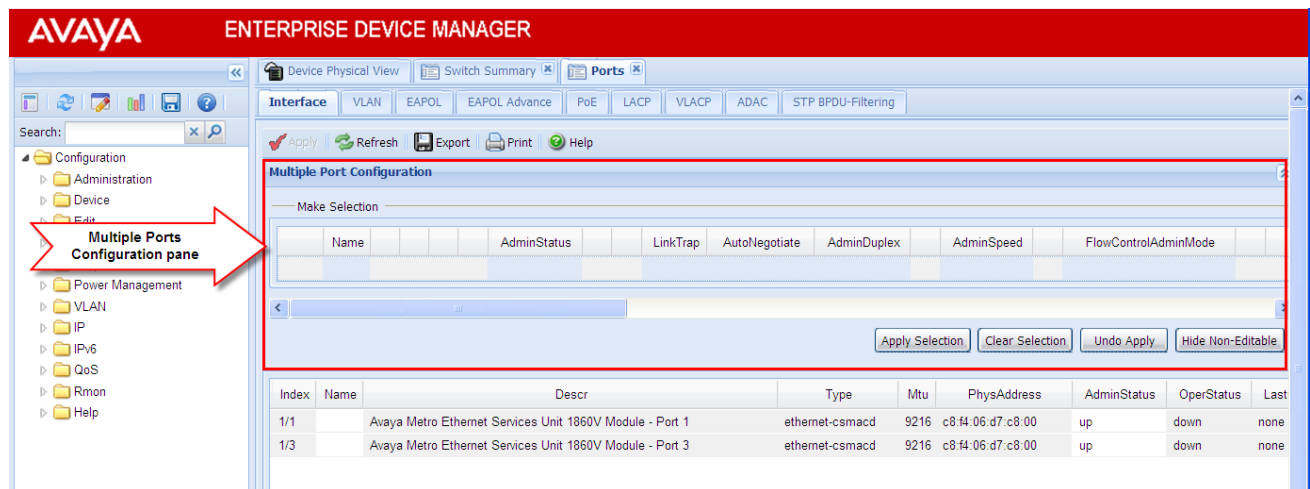 AVAYA ENTERPRISE DEVICE MANAGER
Device Physical View Switch Summary Ports
Interface VLAN EAPOL EAPOL Advance PoE LACP VLACP ADAC STP BPDU-Filtering
Search:
Apply Refresh Export Print Help
Configuration
Administration
Device
Edit
Multiple Ports
Configuration pane
Power Management
VLAN
IP
IPv6
QoS
Rmon
Help
Multiple Port Configuration
Make Selection
Name AdminStatus LinkTrap AutoNegotiate AdminDuplex AdminSpeed FlowControlAdminMode
Apply Selection Clear Selection Undo Apply Hide Non-Editable
Index Name Descr Type Mtu PhysAddress AdminStatus OperStatus Last
1/1 Avaya Metro Ethernet Services Unit 1860V Module - Port 1 ethernet-csmacd 9216 c8:f4:06:d7:c8:00 up down none
1/3 Avaya Metro Ethernet Services Unit 1860V Module - Port 3 ethernet-csmacd 9216 c8:f4:06:d7:c8:00 up down none